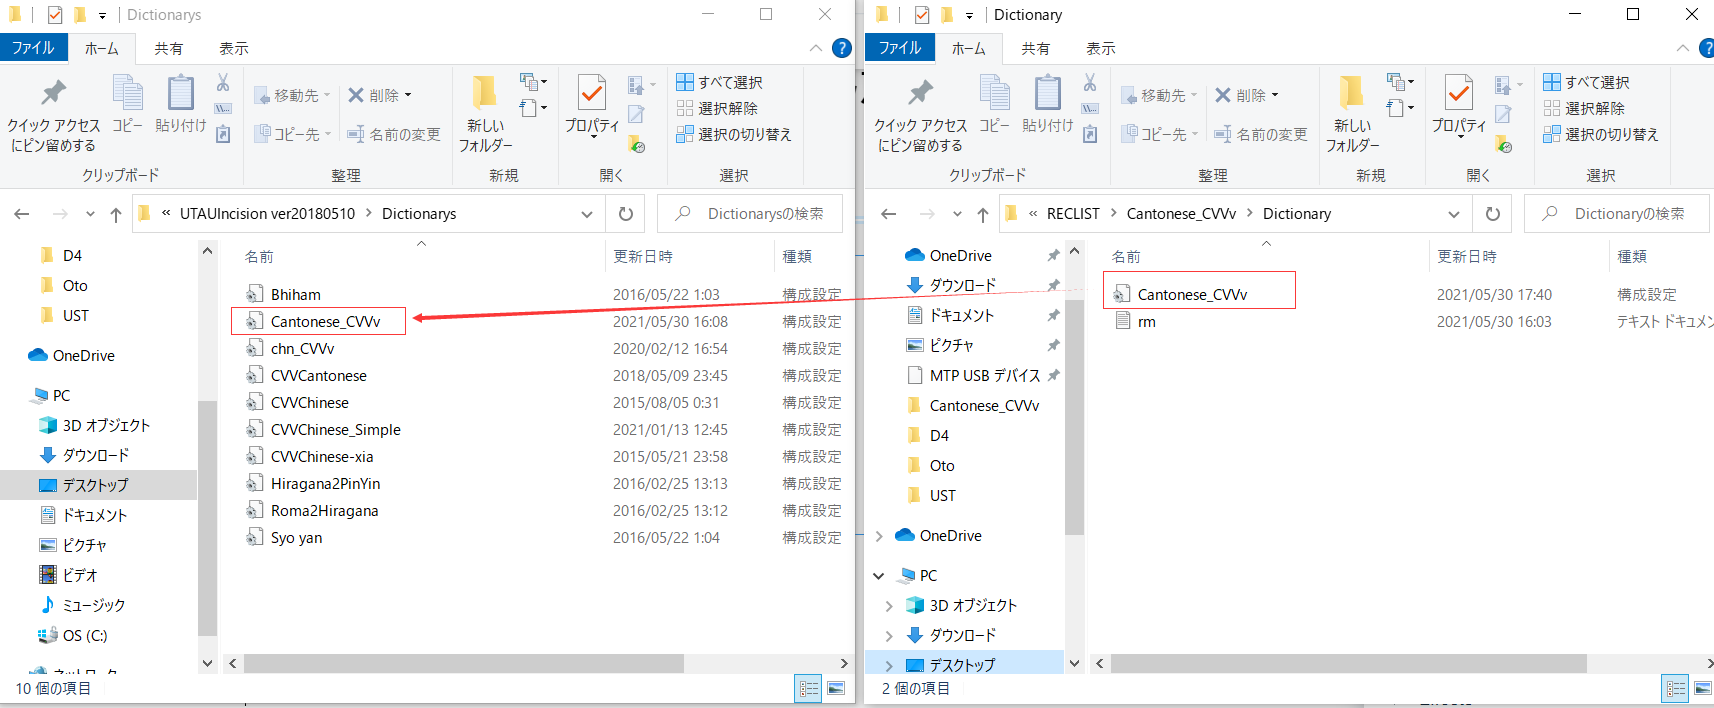 Dictionarys
ファイル ホーム 共有 表示
クイック アクセス
にピン留めする
コピー
貼り付け
移動先
コピー先
削除
名前の変更
新しい
フォルダー
プロパティ
すべて選択
選択解除
選択の切り替え
クリップボード 整理 新規 開く 選択
« UTAUIncision ver20180510 > Dictionarys
Dictionarysの検索
D4
Oto
UST
OneDrive
PC
3D オブジェクト
ダウンロード
デスクトップ
ドキュメント
ピクチャ
ビデオ
ミュージック
OS (C:)
ネットワーク
名前 更新日時 種類
Bhiham 2016/05/22 1:03 構成設定
Cantonese_CVVv 2021/05/30 16:08 構成設定
chn_CVVv 2020/02/12 16:54 構成設定
CVVCantonese 2018/05/09 23:45 構成設定
CVVChinese 2015/08/05 0:31 構成設定
CVVChinese_Simple 2021/01/13 12:45 構成設定
CVVChinese-xia 2015/05/21 23:58 構成設定
Hiragana2PinYin 2016/02/25 13:13 構成設定
Roma2Hiragana 2016/02/25 13:12 構成設定
Syo yan 2016/05/22 1:04 構成設定
10 個の項目
Dictionary
ファイル ホーム 共有 表示
クイック アクセス
にピン留めする
コピー
貼り付け
移動先
コピー先
削除
名前の変更
新しい
フォルダー
プロパティ
すべて選択
選択解除
選択の切り替え
クリップボード 整理 新規 開く 選択
« RECLIST > Cantonese_CVVv > Dictionary
Dictionaryの検索
OneDrive
ダウンロード
ドキュメント
ピクチャ
MTP USB デバイス
Cantonese_CVVv
D4
Oto
UST
OneDrive
PC
3D オブジェクト
ダウンロード
デスクトップ
名前 更新日時 種類
Cantonese_CVVv 2021/05/30 17:40 構成設定
rm 2021/05/30 16:03 テキスト ドキュメン
2 個の項目